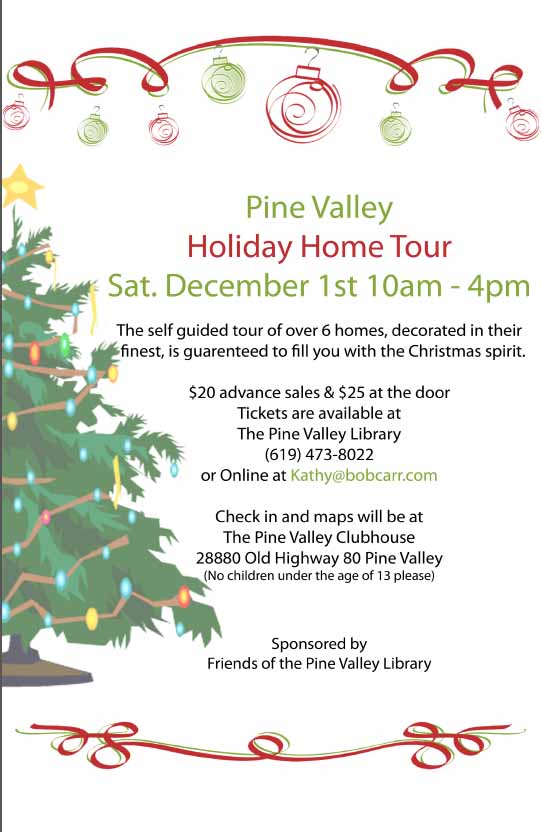 Pine Valley
Holiday Home Tour
Sat. December 1st 10am - 4pm
The self guided tour of over 6 homes, decorated in their
finest, is guarenteed to fill you with the Christmas spirit.
$20 advance sales & $25 at the door
Tickets are available at
The Pine Valley Library
(619) 473-8022
or Online at Kathy@bobcarr.com
Check in and maps will be at
The Pine Valley Clubhouse
28880 Old Highway 80 Pine Valley
(No children under the age of 13 please)
Sponsored by
Friends of the Pine Valley Library